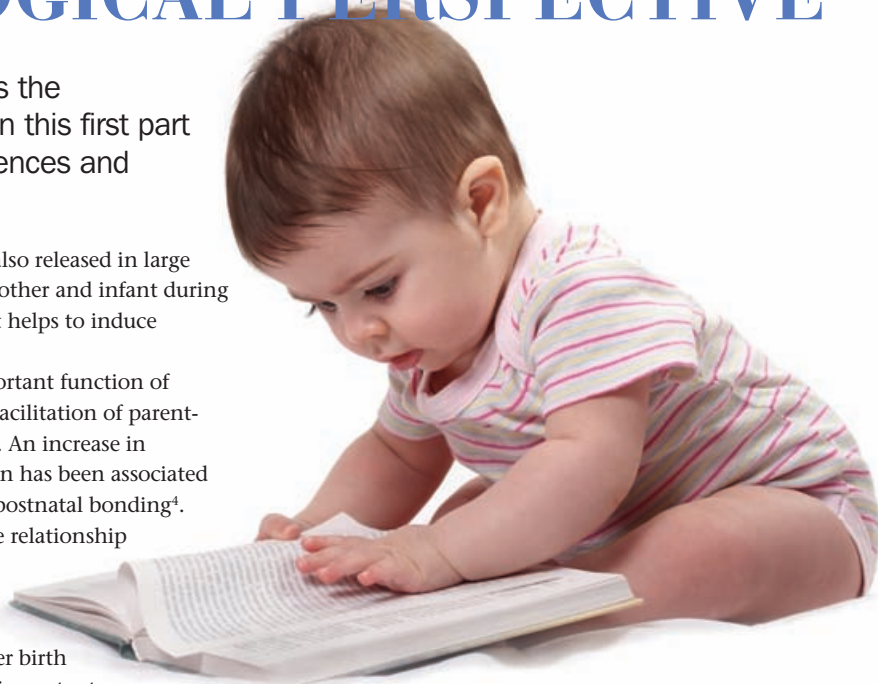 OGICAL PERSPECTIVE
s the
n this first part
ences and
lso released in large
other and infant during
t helps to induce
ortant function of
acilitation of parent-
. An increase in
n has been associated
postnatal bonding⁴.
e relationship
er birth